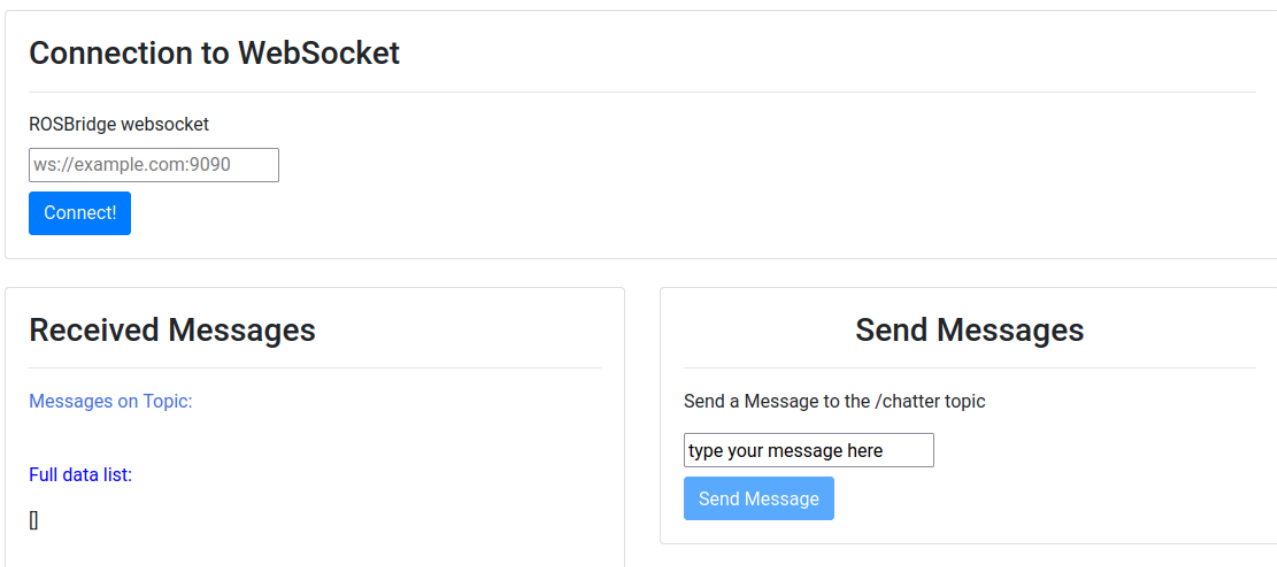 Connection to WebSocket
ROSBridge websocket
ws://example.com:9090
Connect!
Received Messages
Messages on Topic:
Full data list:
[]
Send Messages
Send a Message to the /chatter topic
type your message here
Send Message